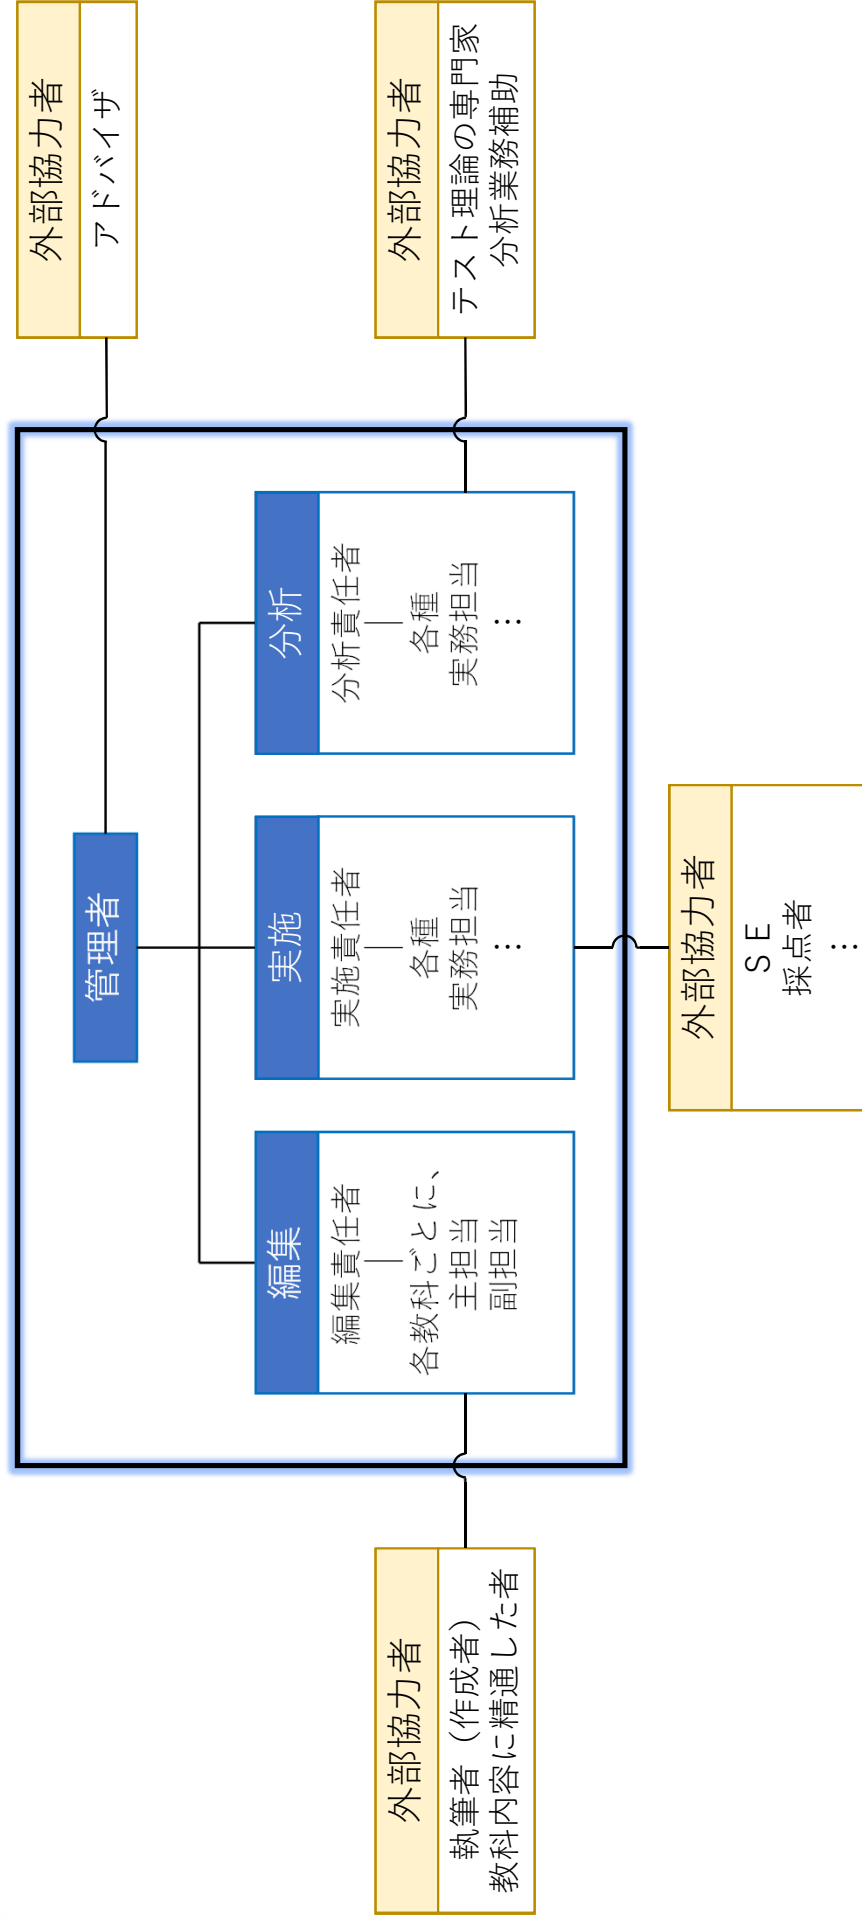 外部協力者
アドバイザ
管理者
外部協力者
執筆者（作成者）
教科内容に精通した者
編集
編集責任者
各教科ごとに、
主担当
副担当
実施
実施責任者
各種
実務担当
…
分析
分析責任者
各種
実務担当
…
外部協力者
テスト理論の専門家
分析業務補助
外部協力者
ＳＥ
採点者
…